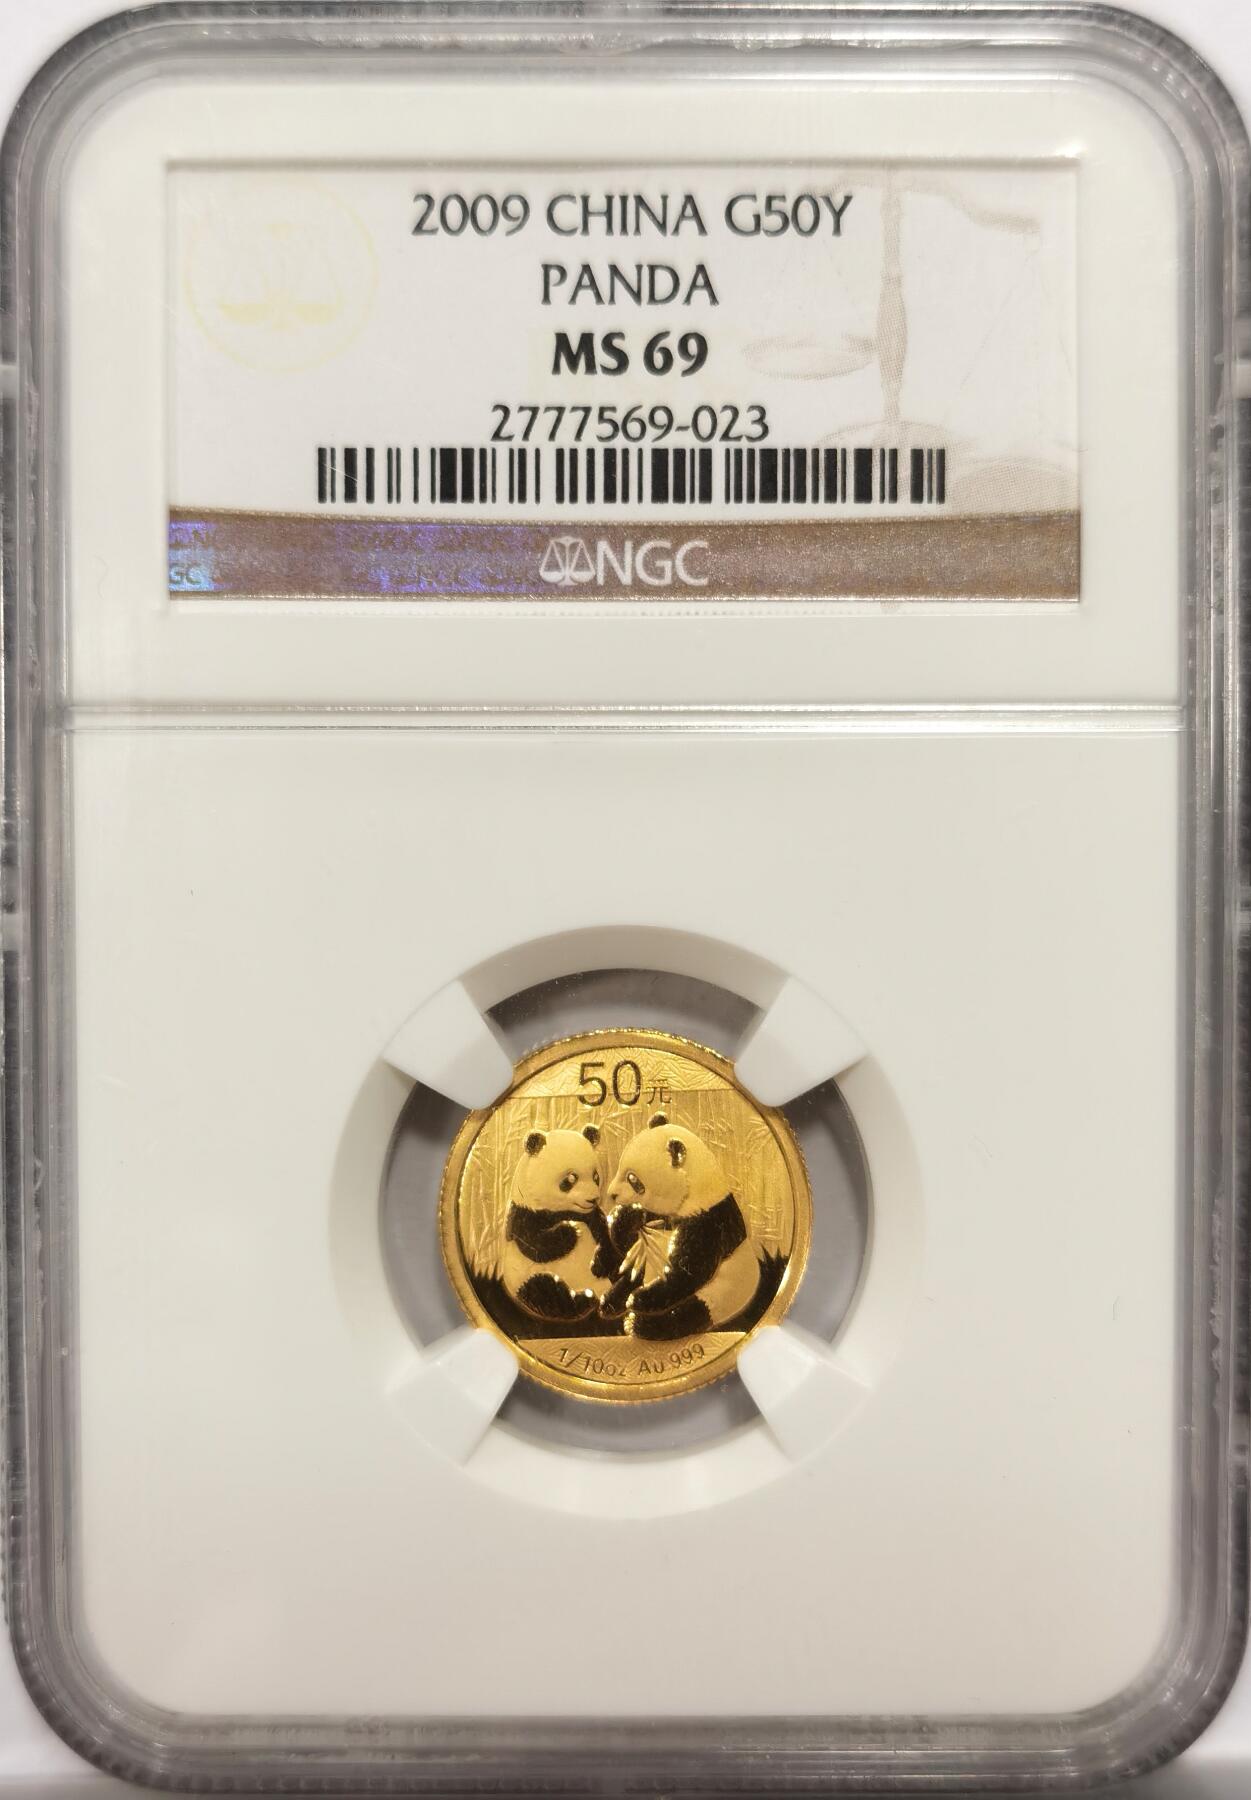 2009 CHINA G50Y
PANDA
MS 69
2777569-023
NGC
50元
1/10oz Au 999